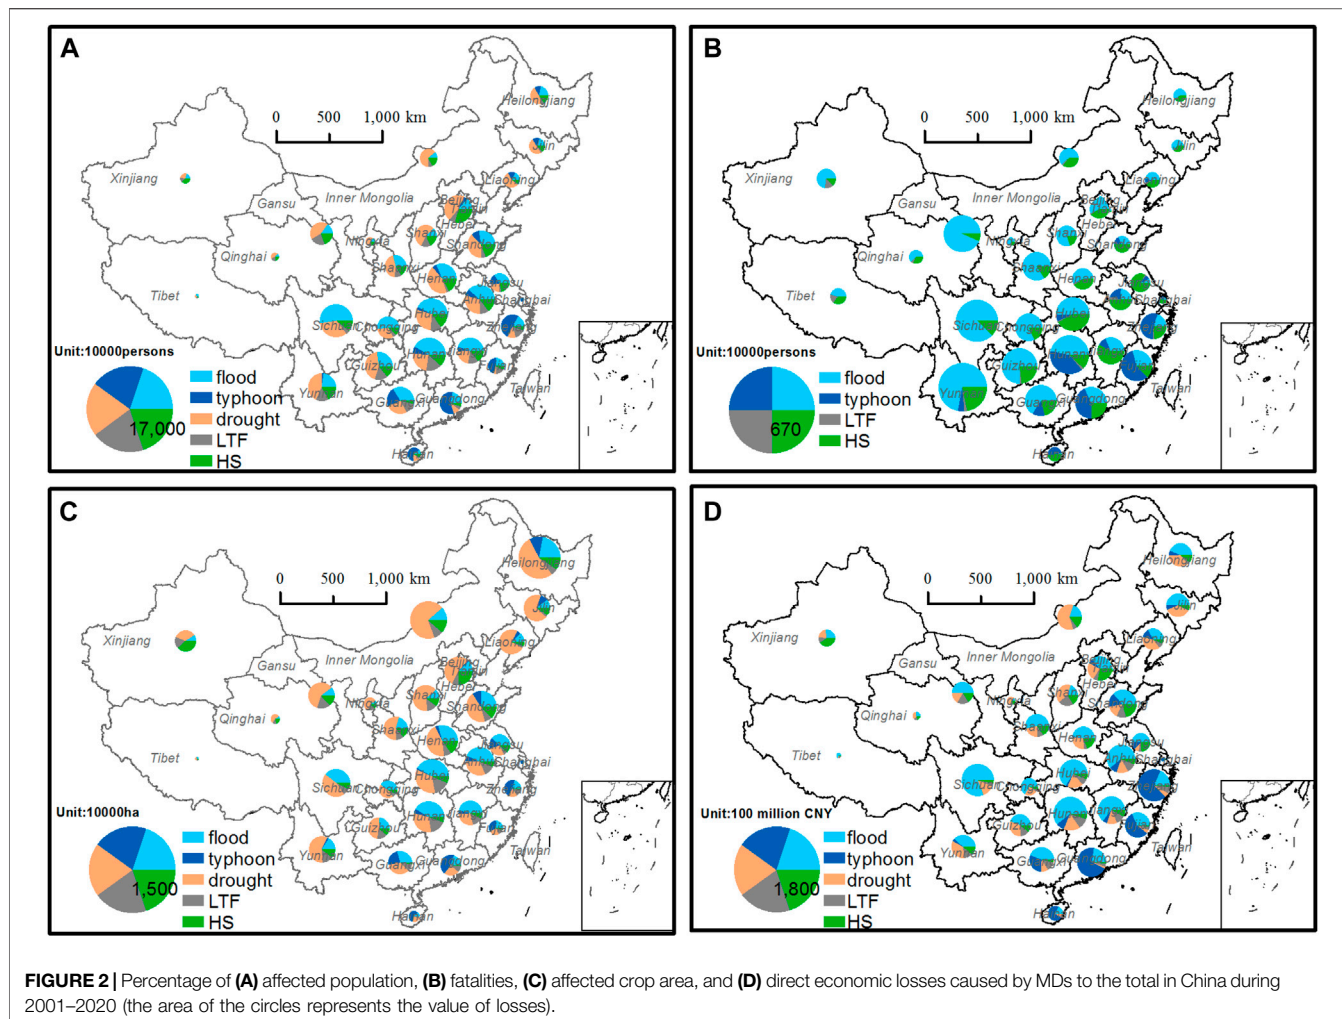 A
0 500 1,000 km
Heilongjiang
Jilin
Liaoning
Xinjiang
Gansu
Inner Mongolia
Beijing
Tianjin
Hebei
Ningxia
Shanxi
Shandong
Qinghai
Shaanxi
Henan
Jiangsu
Tibet
Anhui
Shanghai
Sichuan
Chongqing
Hubei
Zhejiang
Unit:10000persons
Guizhou
Hunan
Jiangxi
Fujian
Yunnan
Guangxi
Guangdong
Taiwan
Hainan
flood
typhoon
drought
LTF
HS
17,000
B
0 500 1,000 km
Heilongjiang
Jilin
Liaoning
Xinjiang
Gansu
Inner Mongolia
Beijing
Tianjin
Hebei
Ningxia
Shanxi
Shandong
Qinghai
Shaanxi
Henan
Jiangsu
Tibet
Anhui
Shanghai
Sichuan
Chongqing
Hubei
Zhejiang
Unit:10000persons
Guizhou
Hunan
Jiangxi
Fujian
Yunnan
Guangxi
Guangdong
Taiwan
Hainan
flood
typhoon
LTF
HS
670
C
0 500 1,000 km
Heilongjiang
Jilin
Liaoning
Xinjiang
Gansu
Inner Mongolia
Beijing
Tianjin
Hebei
Ningxia
Shanxi
Shandong
Qinghai
Shaanxi
Henan
Jiangsu
Tibet
Anhui
Shanghai
Sichuan
Chongqing
Hubei
Zhejiang
Unit:10000ha
Guizhou
Hunan
Jiangxi
Fujian
Yunnan
Guangxi
Guangdong
Taiwan
Hainan
flood
typhoon
drought
LTF
HS
1,500
D
0 500 1,000 km
Heilongjiang
Jilin
Liaoning
Xinjiang
Gansu
Inner Mongolia
Beijing
Tianjin
Hebei
Ningxia
Shanxi
Shandong
Qinghai
Shaanxi
Henan
Jiangsu
Tibet
Anhui
Shanghai
Sichuan
Chongqing
Hubei
Zhejiang
Unit:100 million CNY
Guizhou
Hunan
Jiangxi
Fujian
Yunnan
Guangxi
Guangdong
Taiwan
Hainan
flood
typhoon
drought
LTF
HS
1,800
FIGURE 2 | Percentage of (A) affected population, (B) fatalities, (C) affected crop area, and (D) direct economic losses caused by MDs to the total in China during
2001–2020 (the area of the circles represents the value of losses).